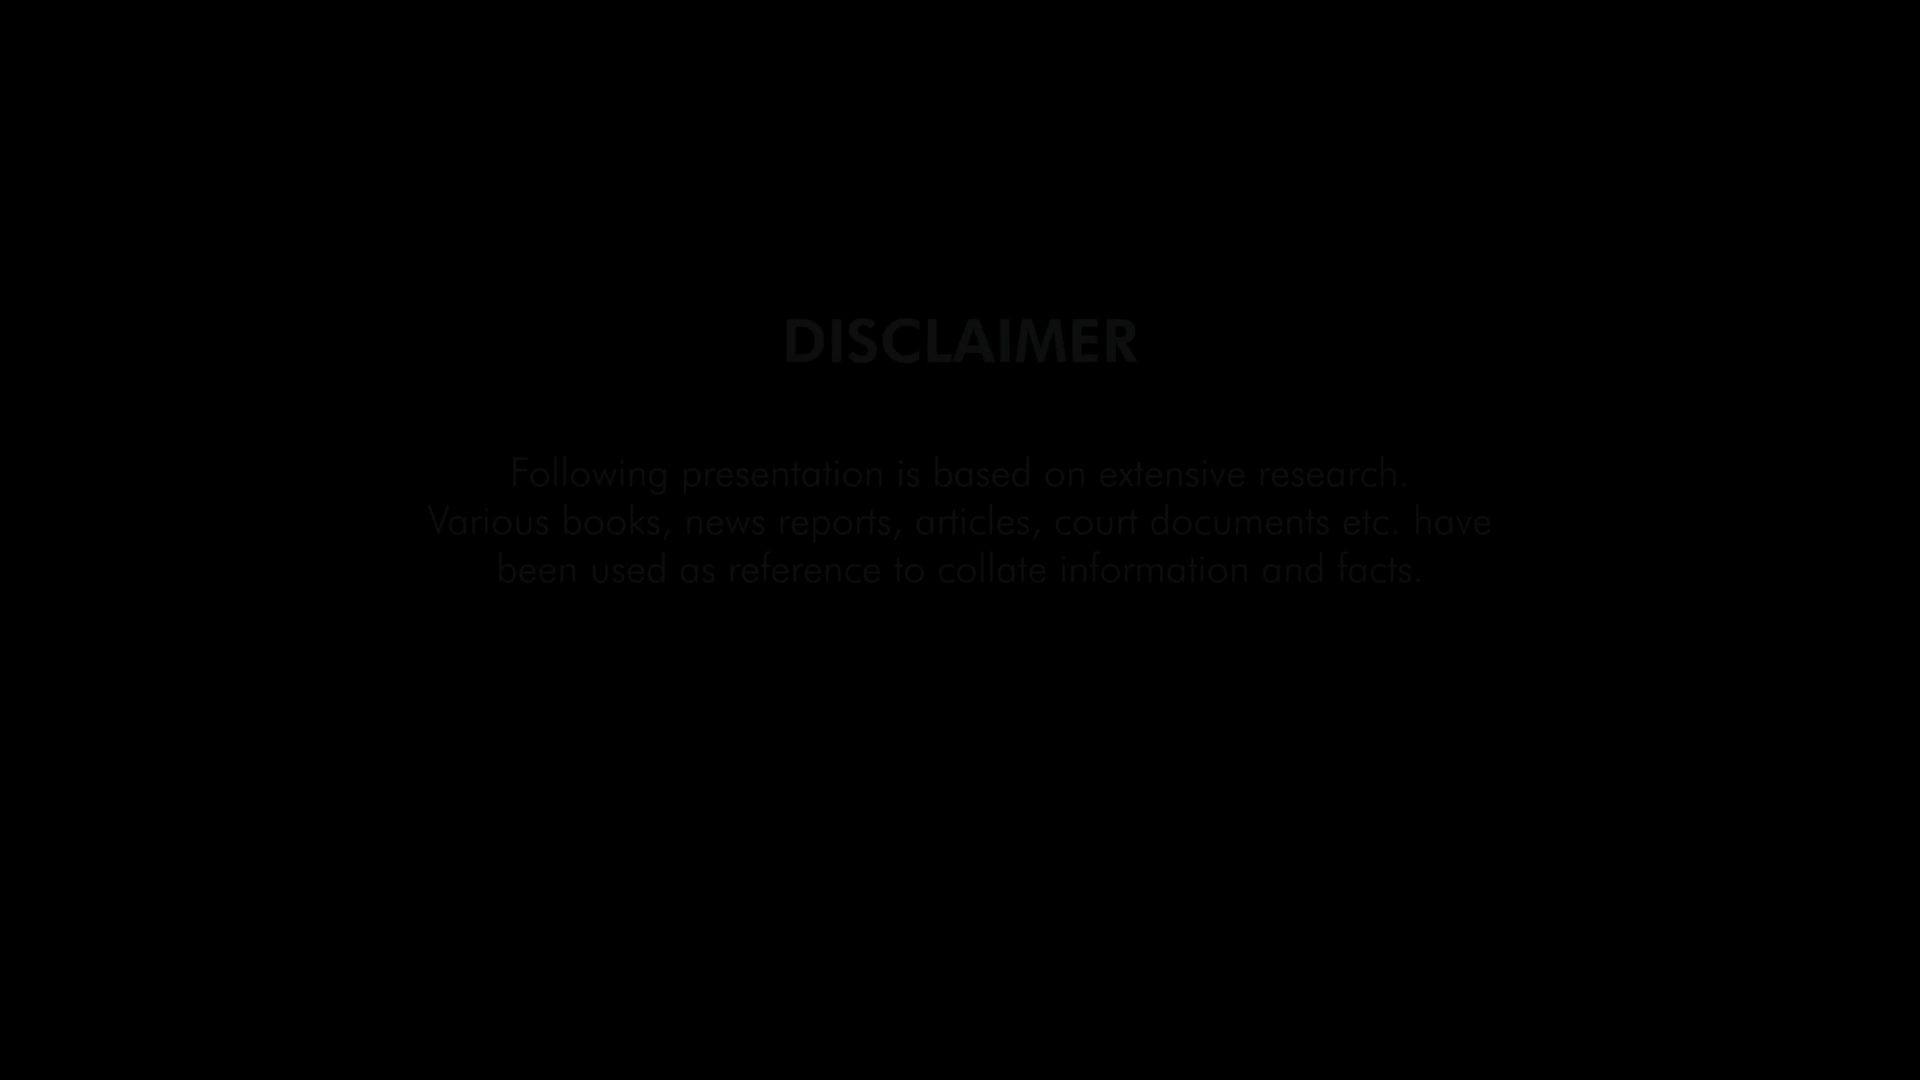 DISCLAIMER
Following presentation is based on extensive research.
Various books, news reports, articles, court documents etc. have
been used as reference to collate information and facts.